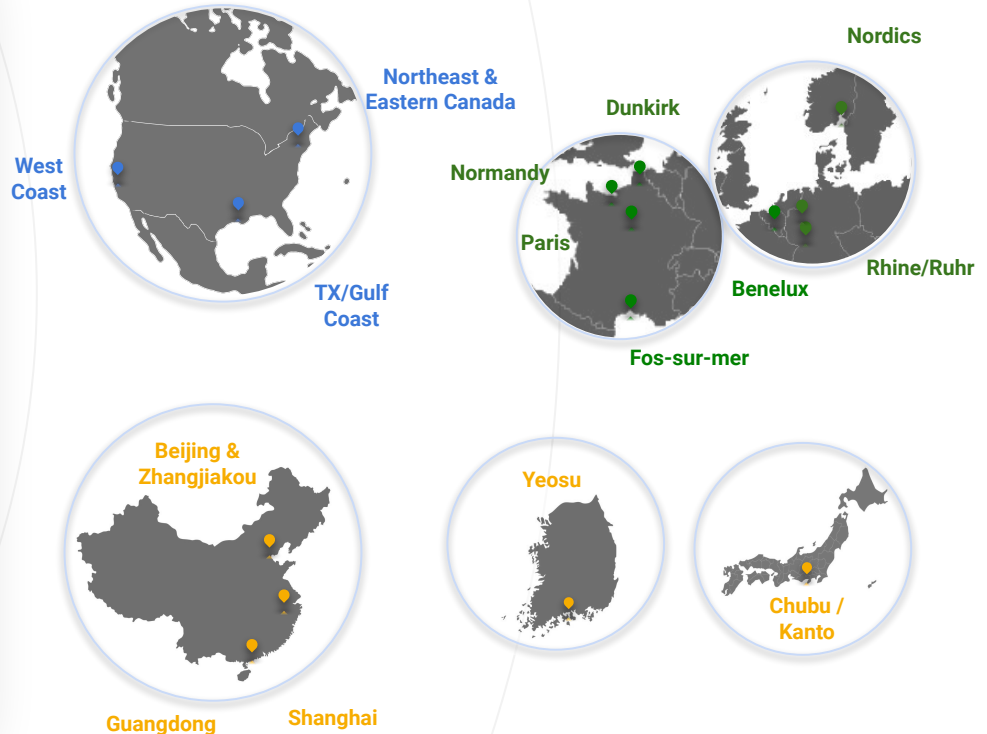 Nordics
Northeast &
Eastern Canada
Dunkirk
West
Coast
Normandy
Paris
Rhine/Ruhr
Benelux
TX/Gulf
Coast
Fos-sur-mer
Beijing &
Zhangjiakou
Yeosu
Chubu /
Kanto
Guangdong
Shanghai